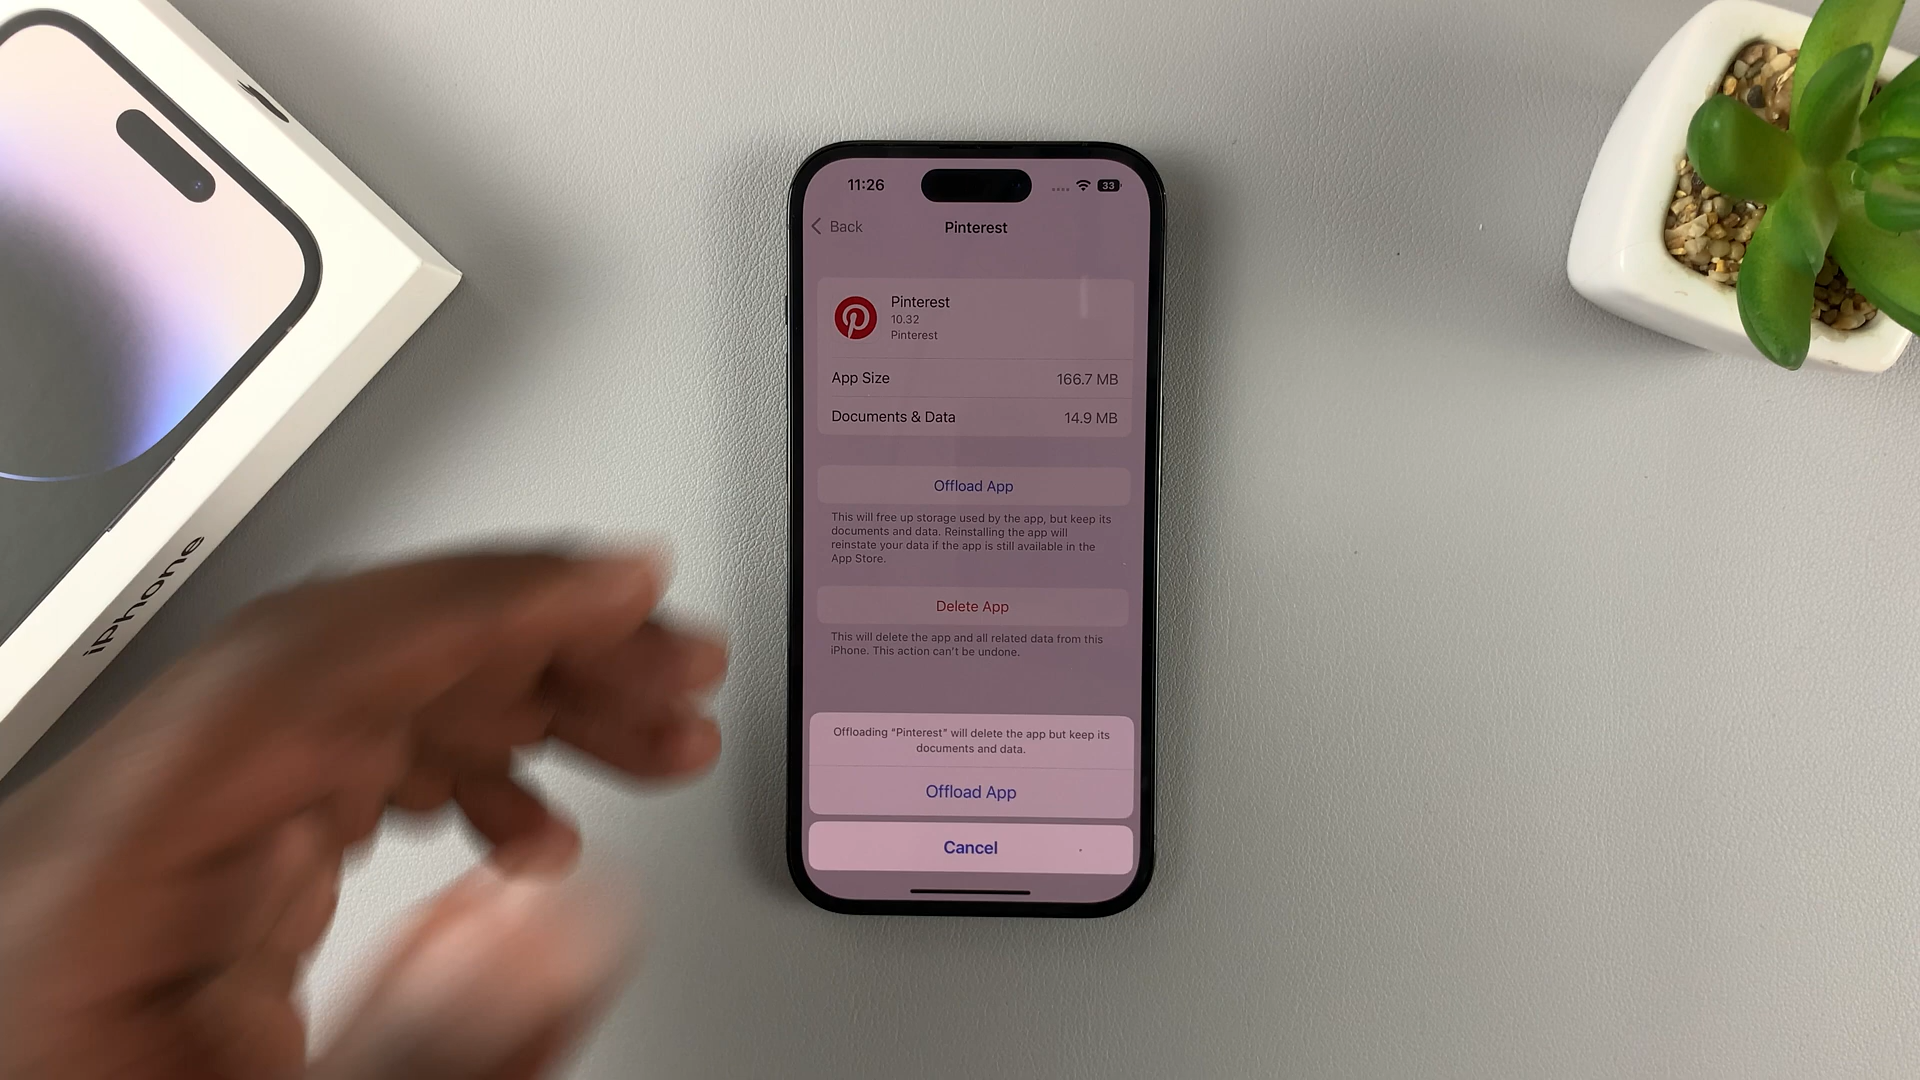 iPhone
11:26
33
Back
Pinterest
Pinterest
10.32
Pinterest
App Size
166.7 MB
Documents & Data
14.9 MB
Offload App
This will free up storage used by the app, but keep its
documents and data. Reinstalling the app will
reinstate your data if the app is still available in the
App Store.
Delete App
This will delete the app and all related data from this
iPhone. This action can't be undone.
Offloading "Pinterest" will delete the app but keep its
documents and data.
Offload App
Cancel